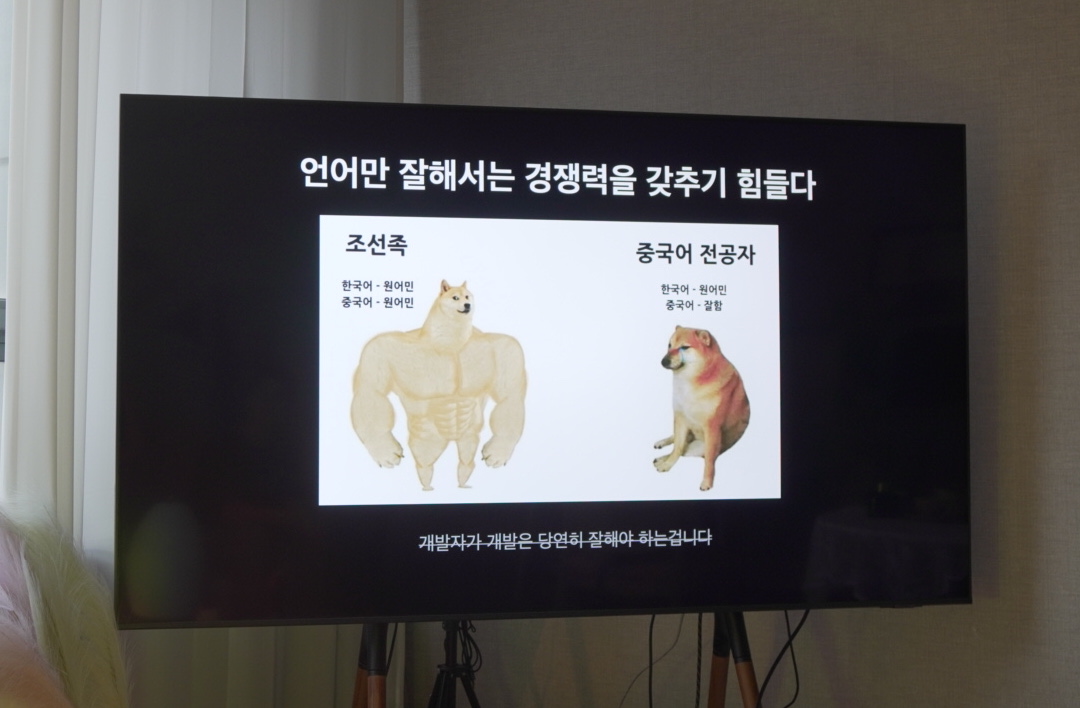 언어만 잘해서는 경쟁력을 갖추기 힘들다
조선족
한국어 - 원어민
중국어 - 원어민
중국어 전공자
한국어 - 원어민
중국어 - 잘함
개발자가 개발은 당연히 잘해야 하는겁니다